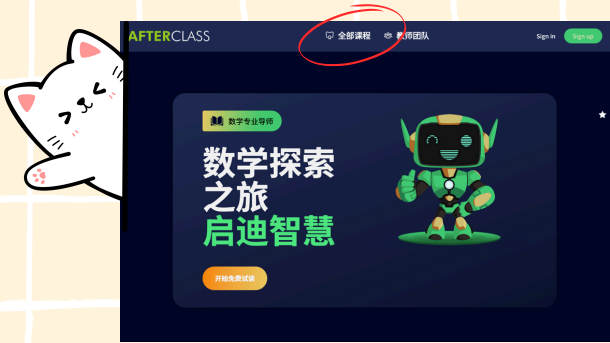 AFTERCLASS
全部课程
教师团队
Sign in
Sign up
数学专业导师
数学探索
之旅
启迪智慧
开始免费试读